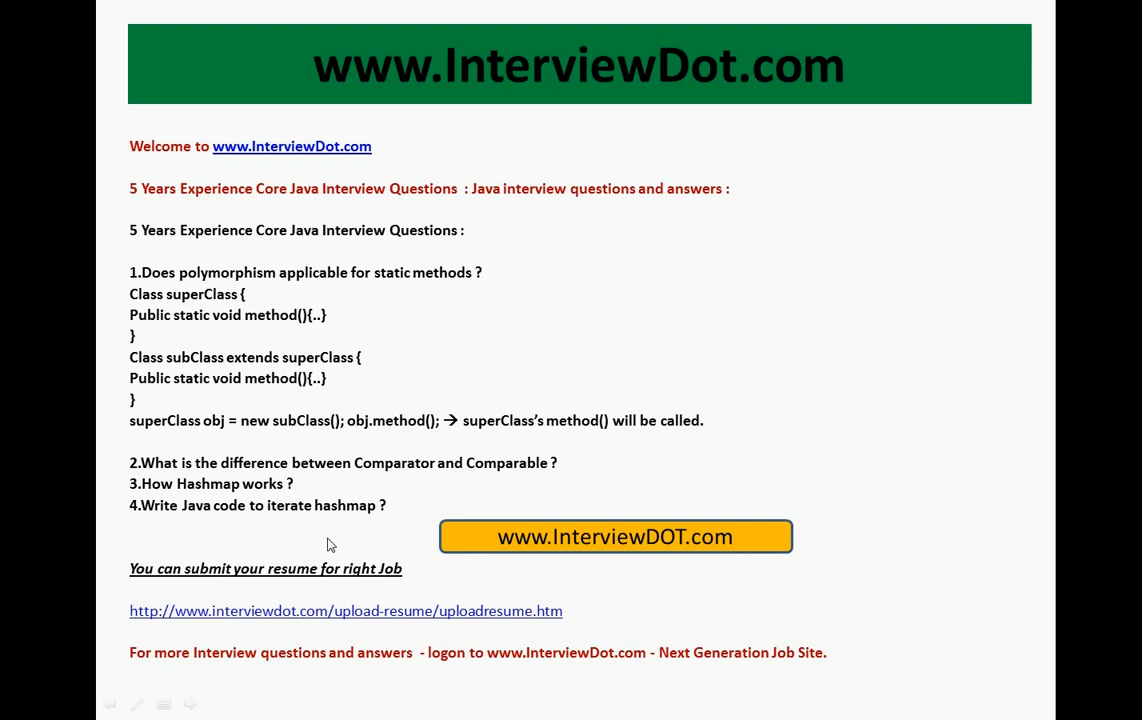 www.InterviewDot.com
Welcome to www.InterviewDot.com
5 Years Experience Core Java Interview Questions : Java interview questions and answers :
5 Years Experience Core Java Interview Questions :
1.Does polymorphism applicable for static methods ?
Class superClass {
Public static void method(){..}
}
Class subClass extends superClass {
Public static void method(){..}
}
superClass obj = new subClass(); obj.method(); → superClass's method() will be called.
2.What is the difference between Comparator and Comparable ?
3.How Hashmap works ?
4.Write Java code to iterate hashmap ?
www.InterviewDOT.com
You can submit your resume for right Job
http://www.interviewdot.com/upload-resume/uploadresume.htm
For more Interview questions and answers - logon to www.InterviewDot.com - Next Generation Job Site.